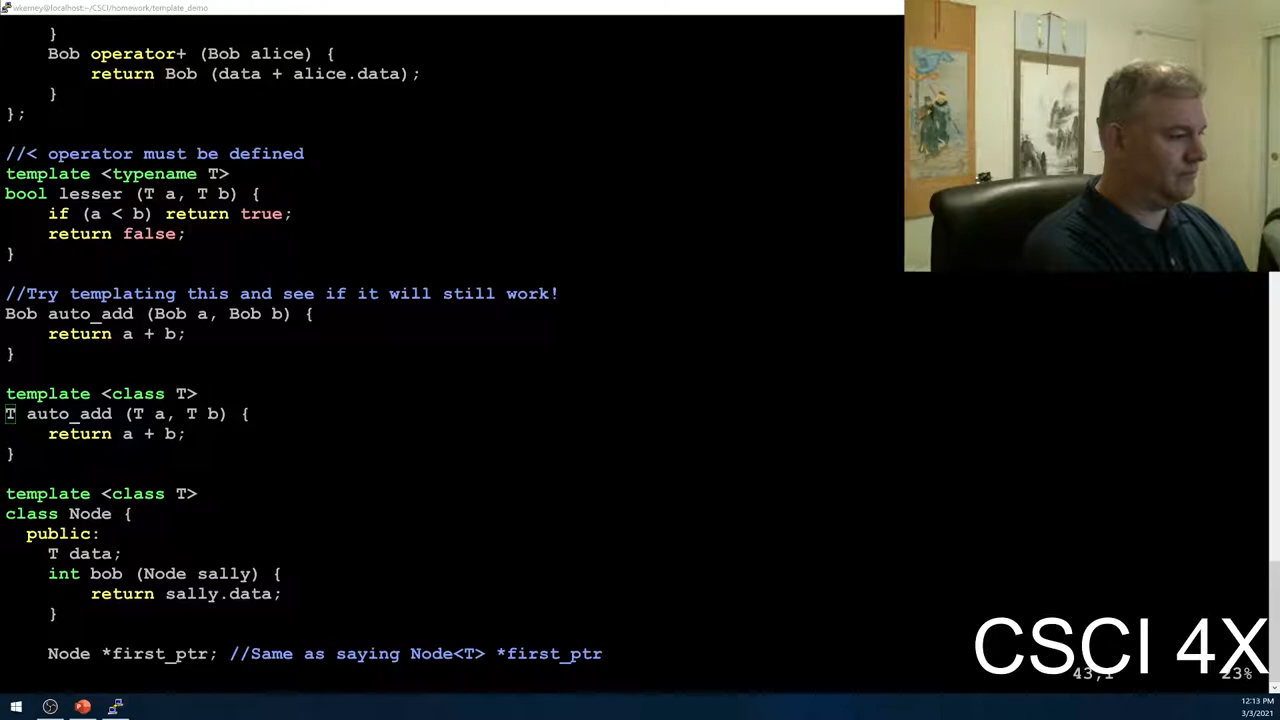 wkerney@localhost:~/CSCI/homework/template_demo
}
Bob operator+ (Bob alice) {
return Bob (data + alice.data);
}
};
//< operator must be defined
template <typename T>
bool lesser (T a, T b) {
if (a < b) return true;
return false;
}
//Try templating this and see if it will still work!
Bob auto_add (Bob a, Bob b) {
return a + b;
}
template <class T>
T auto_add (T a, T b) {
return a + b;
}
template <class T>
class Node {
public:
T data;
int bob (Node sally) {
return sally.data;
}
Node *first_ptr; //Same as saying Node<T> *first_ptr
CSCI 4X
43,1
23%
12:13 PM
3/3/2021